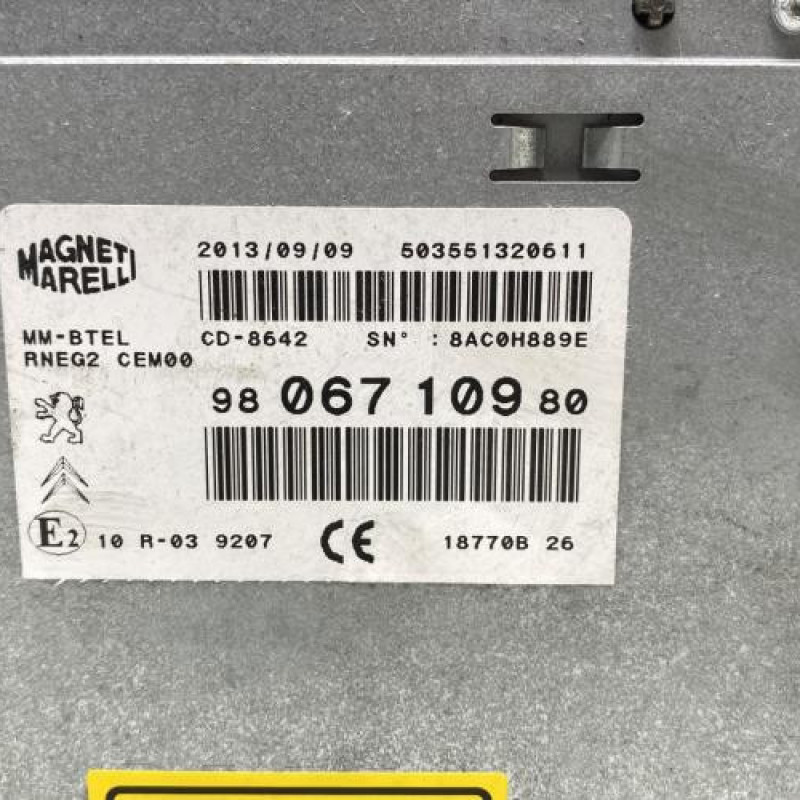 MAGNETI
MARELLI
2013/09/09 503551320611
MM-BTEL CD-8642 SN° : 8AC0H889E
RNEG2 CEM00
98 067 109 80
E2 10 R-03 9207 CE 18770B 26